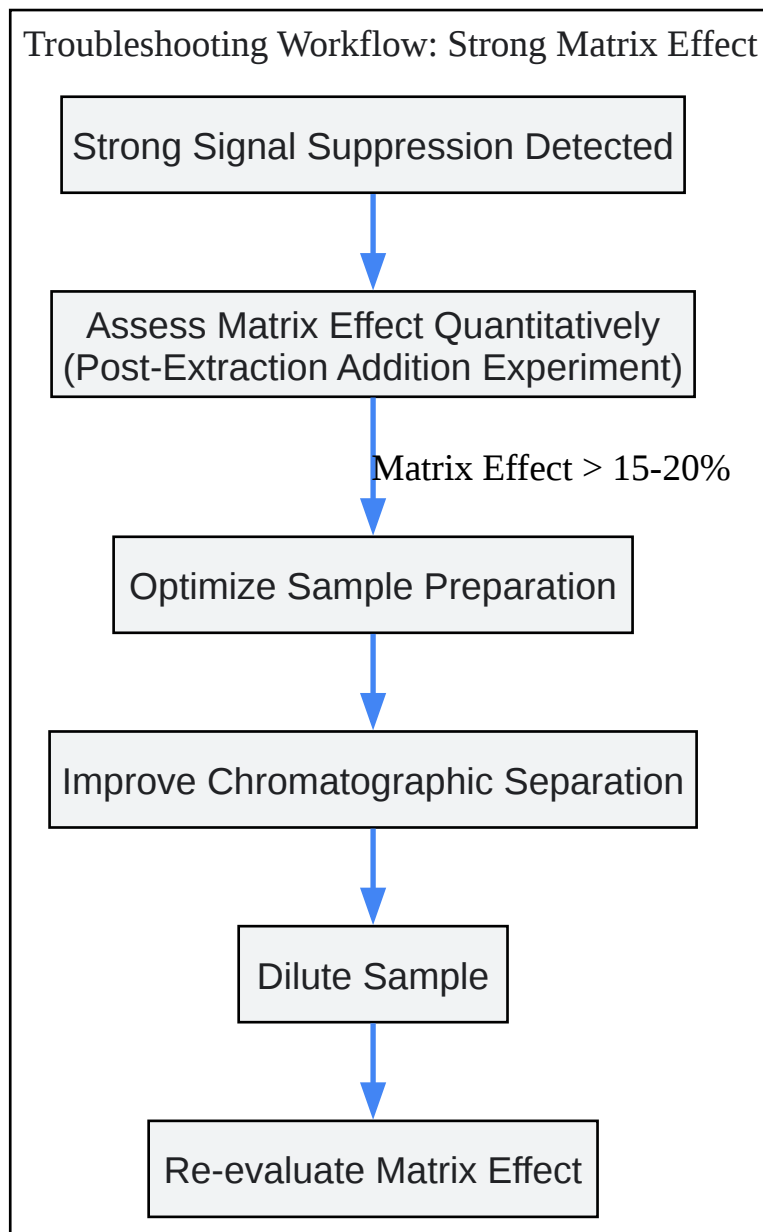 Troubleshooting Workflow: Strong Matrix Effect
Strong Signal Suppression Detected
Assess Matrix Effect Quantitatively
(Post-Extraction Addition Experiment)
Matrix Effect > 15-20%
Optimize Sample Preparation
Improve Chromatographic Separation
Dilute Sample
Re-evaluate Matrix Effect